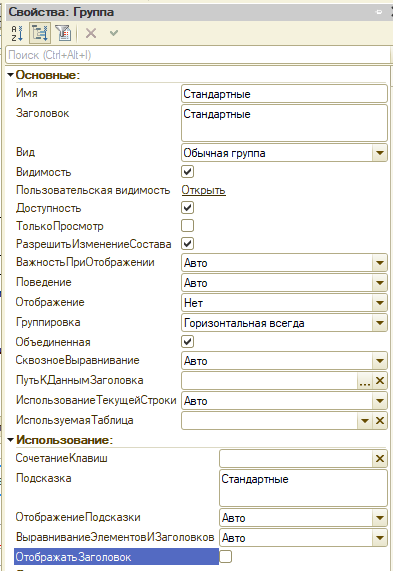 Свойства: Группа
Поиск (Ctrl+Alt+I)
Основные:
Имя Стандартные
Заголовок Стандартные
Вид Обычная группа
Видимость
Пользовательская видимость Открыть
Доступность
ТолькоПросмотр
РазрешитьИзменениеСостава
ВажностьПриОтображении Авто
Поведение Авто
Отображение Нет
Группировка Горизонтальная всегда
Объединенная
СквозноеВыравнивание Авто
ПутьКДаннымЗаголовка ...
ИспользованиеТекущейСтроки Авто
ИспользуемаяТаблица
Использование:
СочетаниеКлавиш
Подсказка Стандартные
ОтображениеПодсказки Авто
ВыравниваниеЭлементовИЗаголовков Авто
ОтображатьЗаголовок